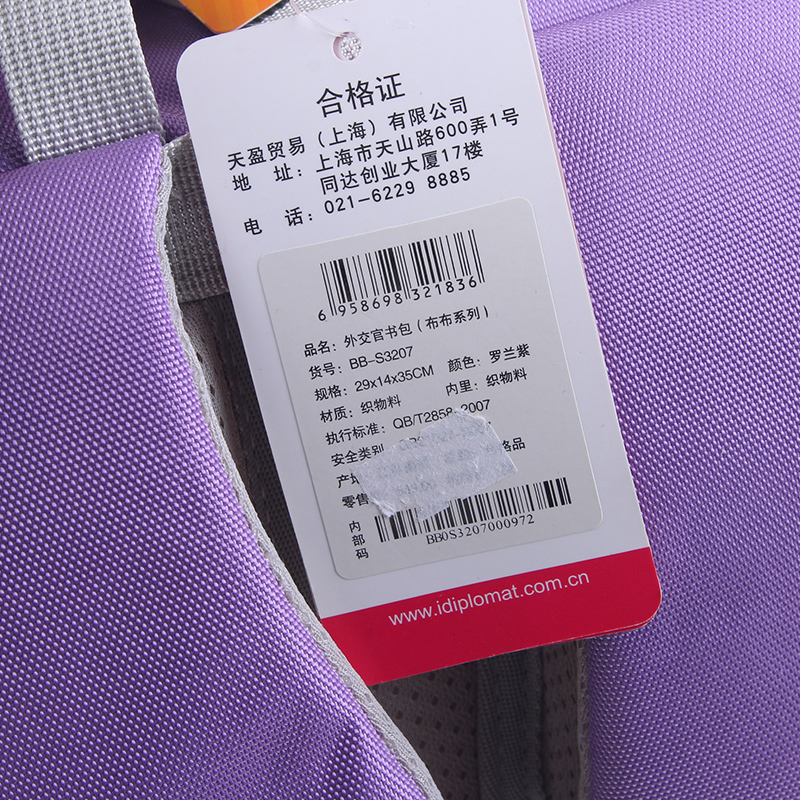 合格证
天盈贸易（上海）有限公司
地 址：上海市天山路600弄1号
同达创业大厦17楼
电 话：021-6229 8885
6 958698 321836
品名：外交官书包（布布系列）
货号：BB-S3207
规格：29x14x35CM 颜色：罗兰紫
材质：织物料 内里：织物料
执行标准：QB/T2858-2007
安全类别
零售
内部码
BB0S3207000972
www.idiplomat.com.cn